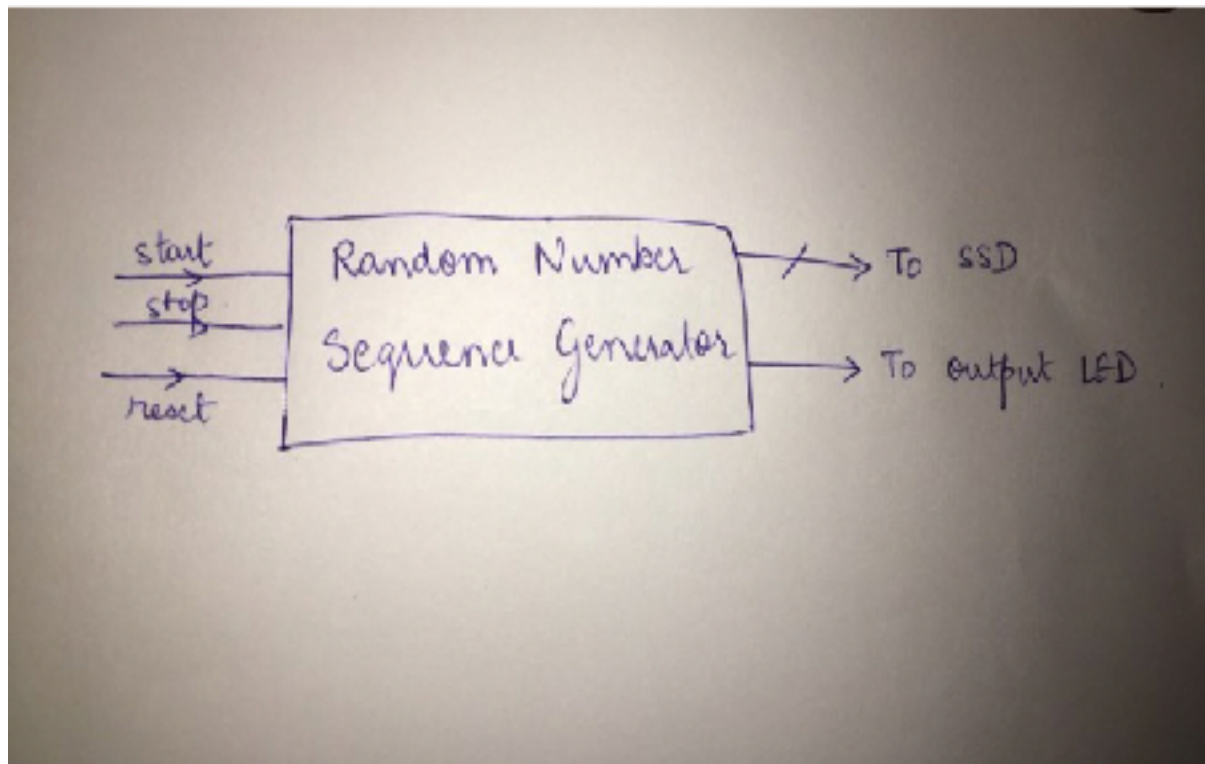 start
stop
reset
Random Number
Sequence Generator
To SSD
To output LED.